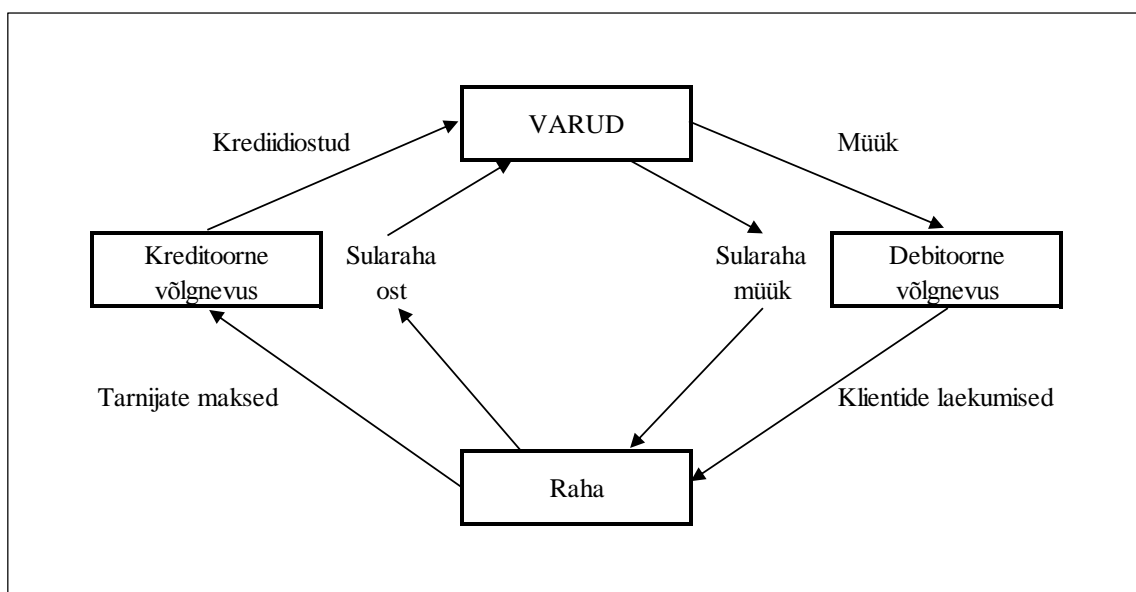 VARUD
Krediidiostud
Müük
Kreditoorne
võlgnevus
Sularaha
ost
Sularaha
müük
Debitoorne
võlgnevus
Tarnijate maksed
Klientide laekumised
Raha